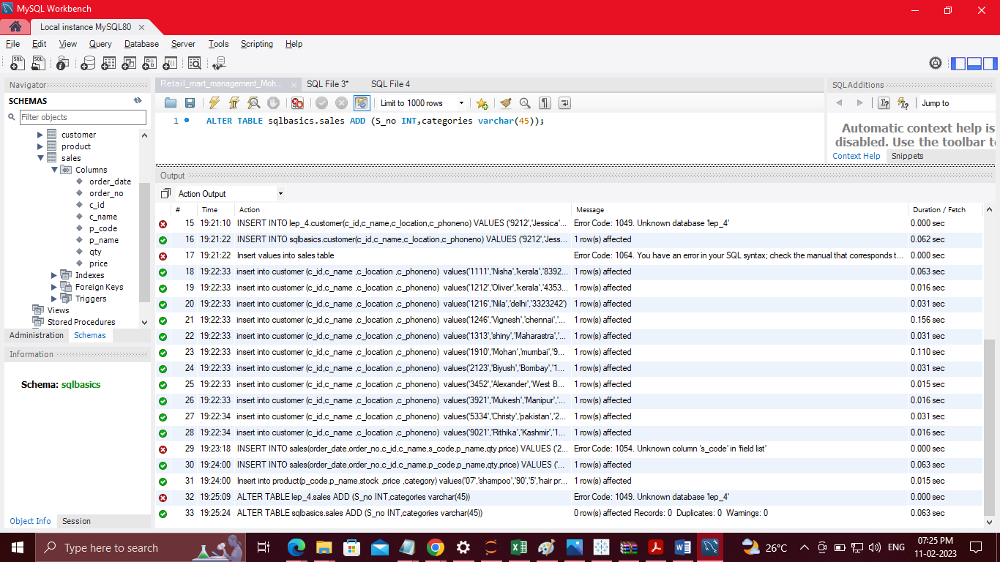 MySQL Workbench
Local instance MySQL80
File Edit View Query Database Server Tools Scripting Help
Navigator
SCHEMAS
Filter objects
customer
product
sales
Columns
order_date
order_no
c_id
c_name
p_code
p_name
qty
price
Indexes
Foreign Keys
Triggers
Views
Stored Procedures
Administration Schemas
Information
Schema: sqlbasics
Object Info Session
Retail_mart_management_Moh... SQL File 3* SQL File 4
Limit to 1000 rows
1 ALTER TABLE sqlbasics.sales ADD (S_no INT,categories varchar(45));
SQLAdditions
Jump to
Automatic context help is
disabled. Use the toolbar to
Context Help Snippets
Output
Action Output
# Time Action Message Duration / Fetch
15 19:21:10 INSERT INTO lep_4.customer(c_id,c_name,c_location,c_phoneno) VALUES ('9212','Jessica'... Error Code: 1049. Unknown database 'lep_4' 0.000 sec
16 19:21:22 INSERT INTO sqlbasics.customer(c_id,c_name,c_location,c_phoneno) VALUES ('9212','Jess... 1 row(s) affected 0.062 sec
17 19:21:22 Insert values into sales table Error Code: 1064. You have an error in your SQL syntax; check the manual that corresponds t... 0.000 sec
18 19:22:33 insert into customer (c_id,c_name ,c_location ,c_phoneno) values('1111','Nisha','kerala','8392... 1 row(s) affected 0.063 sec
19 19:22:33 insert into customer (c_id,c_name ,c_location ,c_phoneno) values('1212','Oliver','kerala','4353... 1 row(s) affected 0.016 sec
20 19:22:33 insert into customer (c_id,c_name ,c_location ,c_phoneno) values('1216','Nila','delhi','3323242') 1 row(s) affected 0.031 sec
21 19:22:33 insert into customer (c_id,c_name ,c_location ,c_phoneno) values('1246','Vignesh','chennai','... 1 row(s) affected 0.156 sec
22 19:22:33 insert into customer (c_id,c_name ,c_location ,c_phoneno) values('1313','shiny','Maharastra','... 1 row(s) affected 0.031 sec
23 19:22:33 insert into customer (c_id,c_name ,c_location ,c_phoneno) values('1910','Mohan','mumbai','9... 1 row(s) affected 0.110 sec
24 19:22:33 insert into customer (c_id,c_name ,c_location ,c_phoneno) values('2123','Biyush','Bombay','1... 1 row(s) affected 0.031 sec
25 19:22:33 insert into customer (c_id,c_name ,c_location ,c_phoneno) values('3452','Alexander','West B... 1 row(s) affected 0.015 sec
26 19:22:33 insert into customer (c_id,c_name ,c_location ,c_phoneno) values('3921','Mukesh','Manipur','... 1 row(s) affected 0.016 sec
27 19:22:34 insert into customer (c_id,c_name ,c_location ,c_phoneno) values('5334','Christy','pakistan','2... 1 row(s) affected 0.031 sec
28 19:22:34 insert into customer (c_id,c_name ,c_location ,c_phoneno) values('9021','Rithika','Kashmir','1... 1 row(s) affected 0.016 sec
29 19:23:18 INSERT INTO sales(order_date,order_no,c_id,c_name,s_code,p_name,qty,price) VALUES ('2... Error Code: 1054. Unknown column 's_code' in 'field list' 0.000 sec
30 19:24:00 INSERT INTO sales(order_date,order_no,c_id,c_name,p_code,p_name,qty,price) VALUES ('... 1 row(s) affected 0.063 sec
31 19:24:00 Insert into product(p_code,p_name,stock ,price ,category) values('07','shampoo','90','5','hair pr... 1 row(s) affected 0.015 sec
32 19:25:09 ALTER TABLE lep_4.sales ADD (S_no INT,categories varchar(45)) Error Code: 1049. Unknown database 'lep_4' 0.000 sec
33 19:25:24 ALTER TABLE sqlbasics.sales ADD (S_no INT,categories varchar(45)) 0 row(s) affected Records: 0 Duplicates: 0 Warnings: 0 0.063 sec
Type here to search
26°C ENG
07:25 PM
11-02-2023